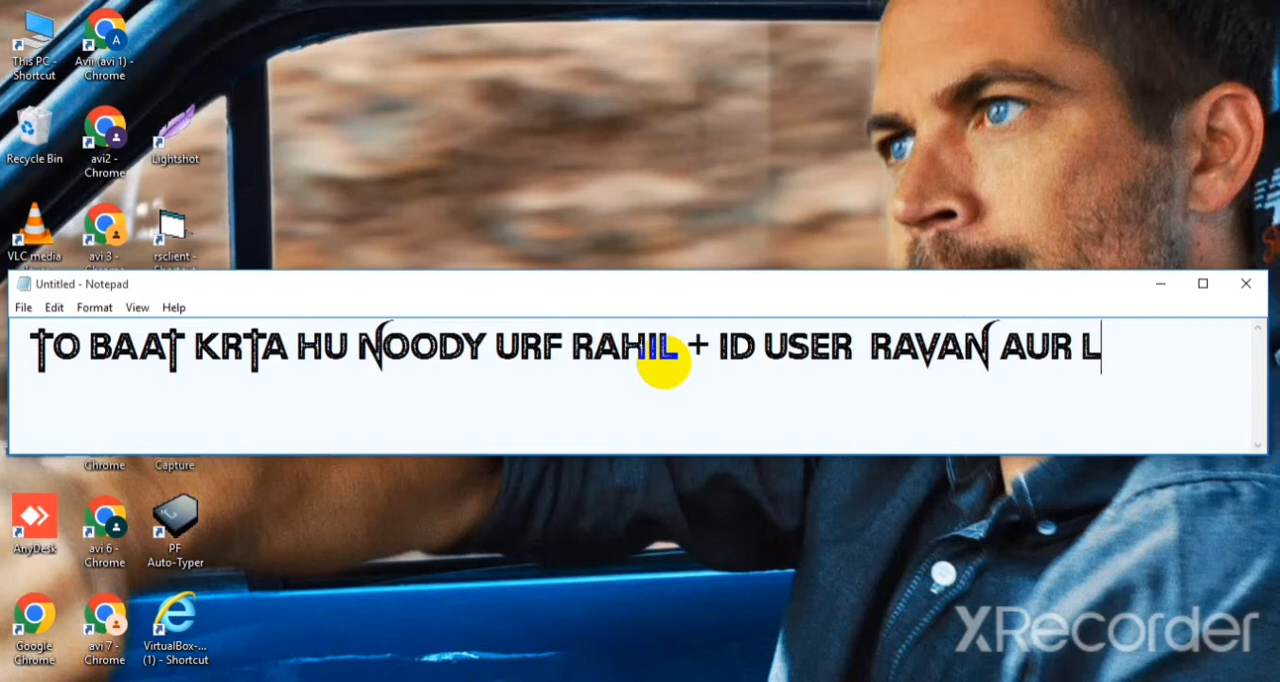 This PC - Shortcut
Avii (avi 1) - Chrome
Recycle Bin
avi2 - Chrome
Lightshot
VLC media
avi 3 -
rsclient -
Untitled - Notepad
File Edit Format View Help
TO BAAT KRTA HU NOODY URF RAHIL + ID USER RAVAN AUR L
Chrome
Capture
AnyDesk
avi 6 - Chrome
PF Auto-Typer
Google Chrome
avi 7 - Chrome
VirtualBox-... (1) - Shortcut
XRecorder